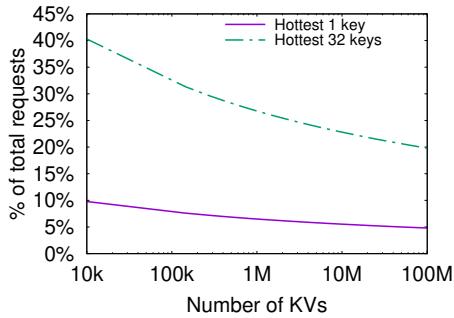 45%
40%
35%
30%
25%
20%
15%
10%
5%
0%
% of total requests
Hottest 1 key
Hottest 32 keys
10k 100k 1M 10M 100M
Number of KVs